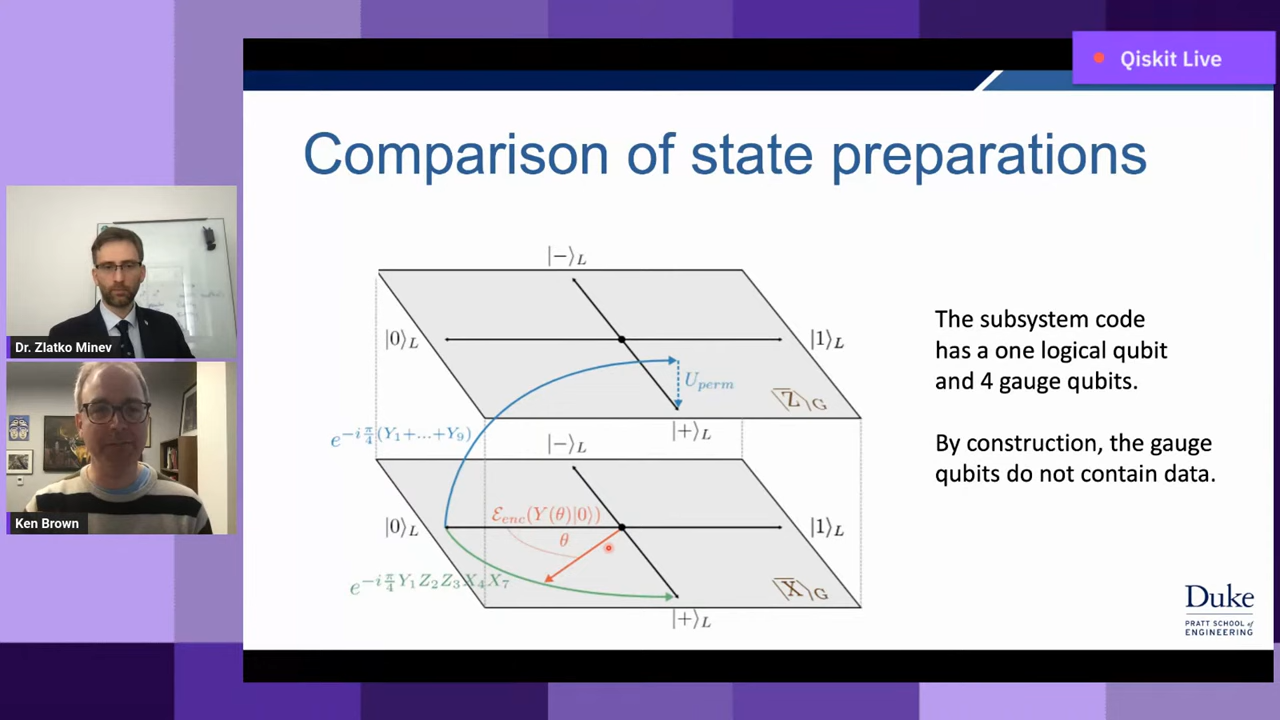 Qiskit Live
Comparison of state preparations
|−⟩L
|0⟩L
|1⟩L
Uperm
⟨Z̅⟩G
|+⟩L
e^{-i\frac{π}{4}(Y1+...+Y9)}
|−⟩L
|0⟩L
Eenc(Y(θ)|0⟩)
θ
|1⟩L
e^{-i\frac{π}{4}Y1Z2Z3X4X7}
⟨X̅⟩G
|+⟩L
The subsystem code
has a one logical qubit
and 4 gauge qubits.
By construction, the gauge
qubits do not contain data.
Dr. Zlatko Minev
Ken Brown
Duke
PRATT SCHOOL of
ENGINEERING